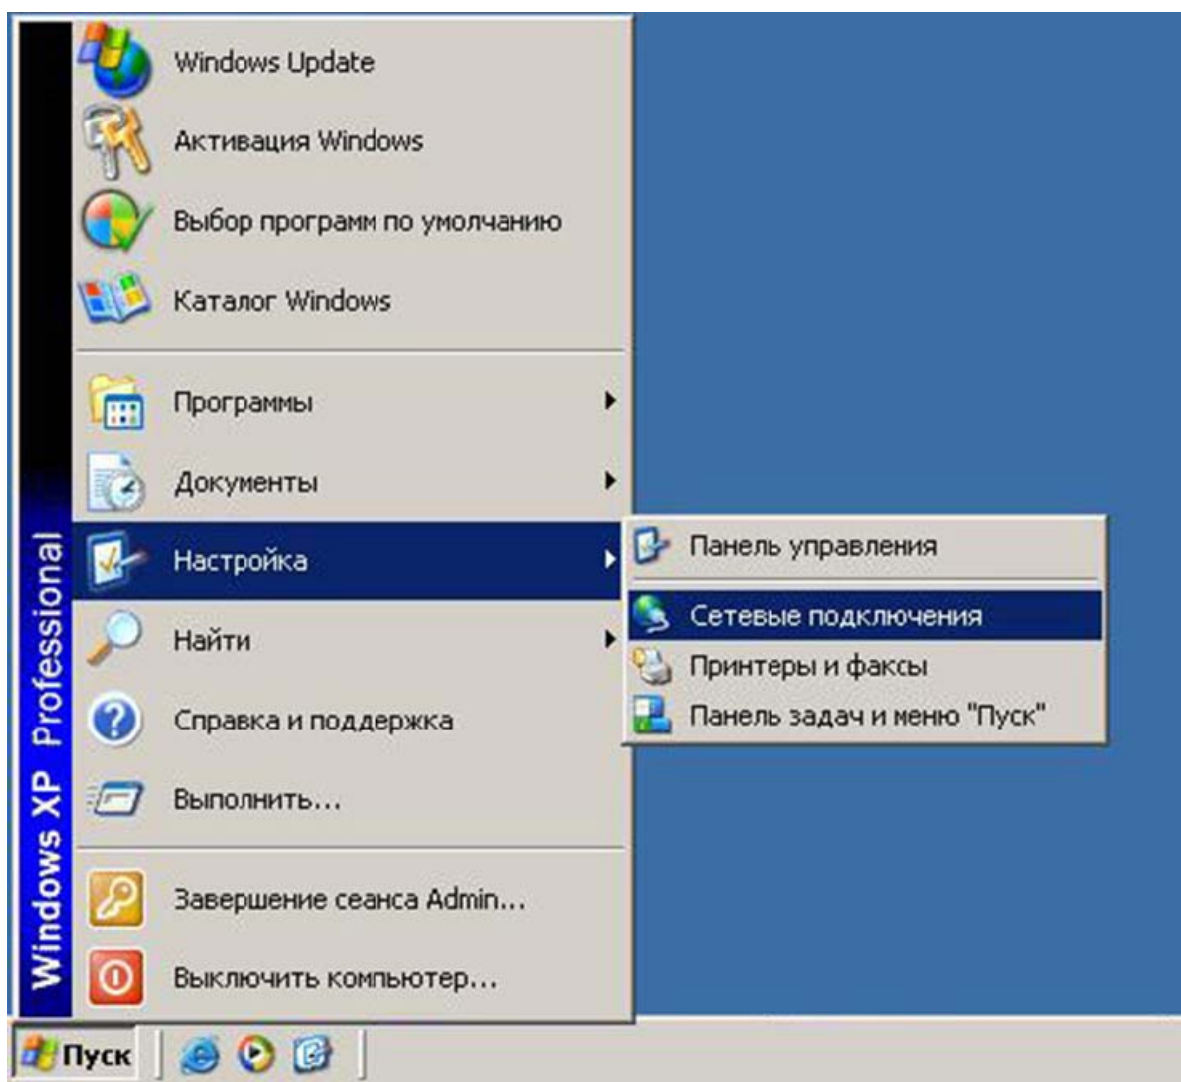 Windows Update
Активация Windows
Выбор программ по умолчанию
Каталог Windows
Программы
Документы
Настройка
Найти
Справка и поддержка
Выполнить...
Завершение сеанса Admin...
Выключить компьютер...
Windows XP Professional
Панель управления
Сетевые подключения
Принтеры и факсы
Панель задач и меню "Пуск"
Пуск